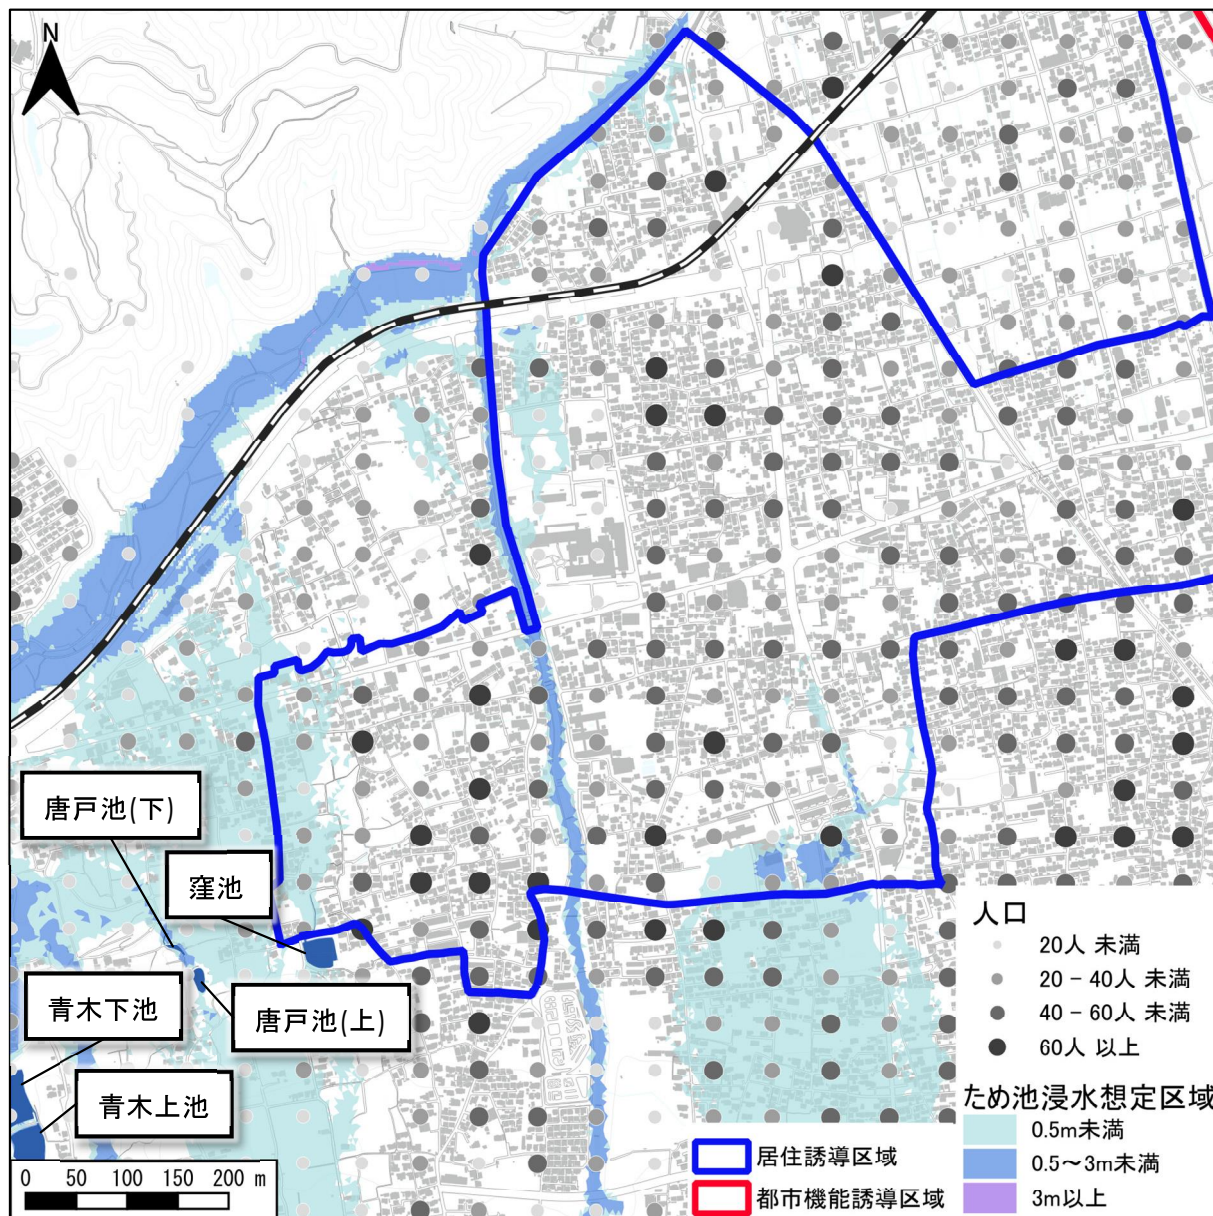 N
唐戸池(下)
窪池
青木下池
唐戸池(上)
青木上池
0 50 100 150 200 m
人口
20人 未満
20 - 40人 未満
40 - 60人 未満
60人 以上
ため池浸水想定区域
0.5m未満
0.5～3m未満
3m以上
居住誘導区域
都市機能誘導区域